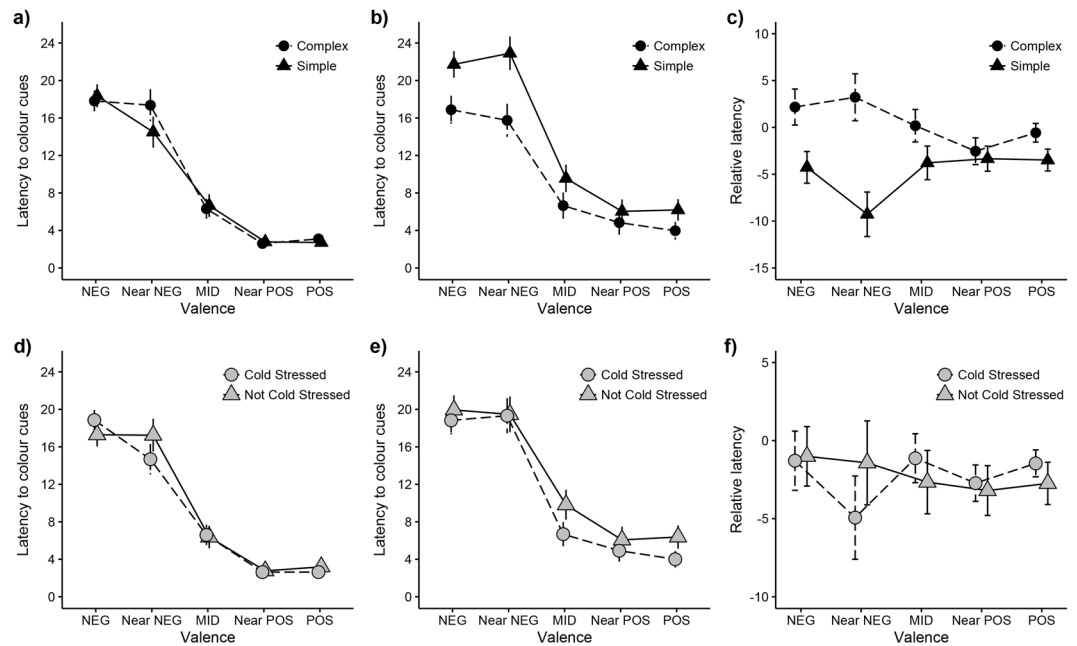 a)
24
20
16
12
8
4
0
Latency to colour cues
Complex
Simple
NEG Near NEG MID Near POS POS
Valence
b)
24
20
16
12
8
4
0
Latency to colour cues
Complex
Simple
NEG Near NEG MID Near POS POS
Valence
c)
10
5
0
-5
-10
-15
Relative latency
Complex
Simple
NEG Near NEG MID Near POS POS
Valence
d)
24
20
16
12
8
4
0
Latency to colour cues
Cold Stressed
Not Cold Stressed
NEG Near NEG MID Near POS POS
Valence
e)
24
20
16
12
8
4
0
Latency to colour cues
Cold Stressed
Not Cold Stressed
NEG Near NEG MID Near POS POS
Valence
f)
5
0
-5
-10
Relative latency
Cold Stressed
Not Cold Stressed
NEG Near NEG MID Near POS POS
Valence